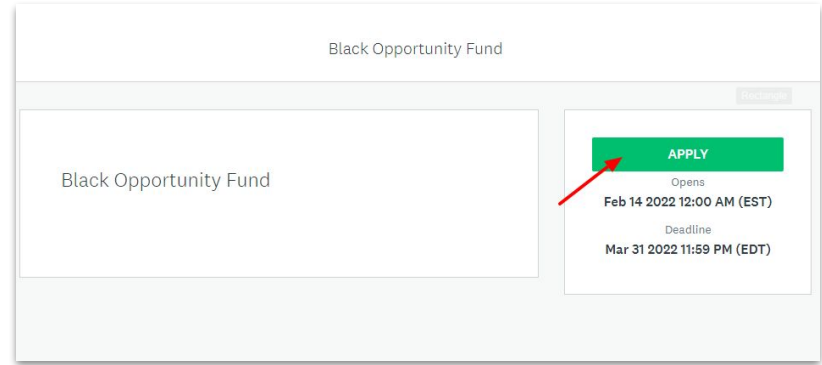 Black Opportunity Fund
Rectangle
Black Opportunity Fund
APPLY
Opens
Feb 14 2022 12:00 AM (EST)
Deadline
Mar 31 2022 11:59 PM (EDT)